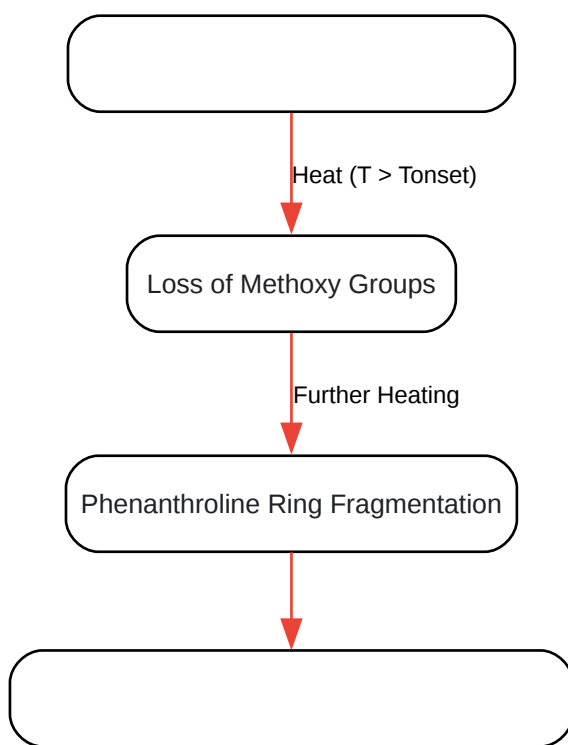 Heat (T > Tonset)
Loss of Methoxy Groups
Further Heating
Phenanthroline Ring Fragmentation